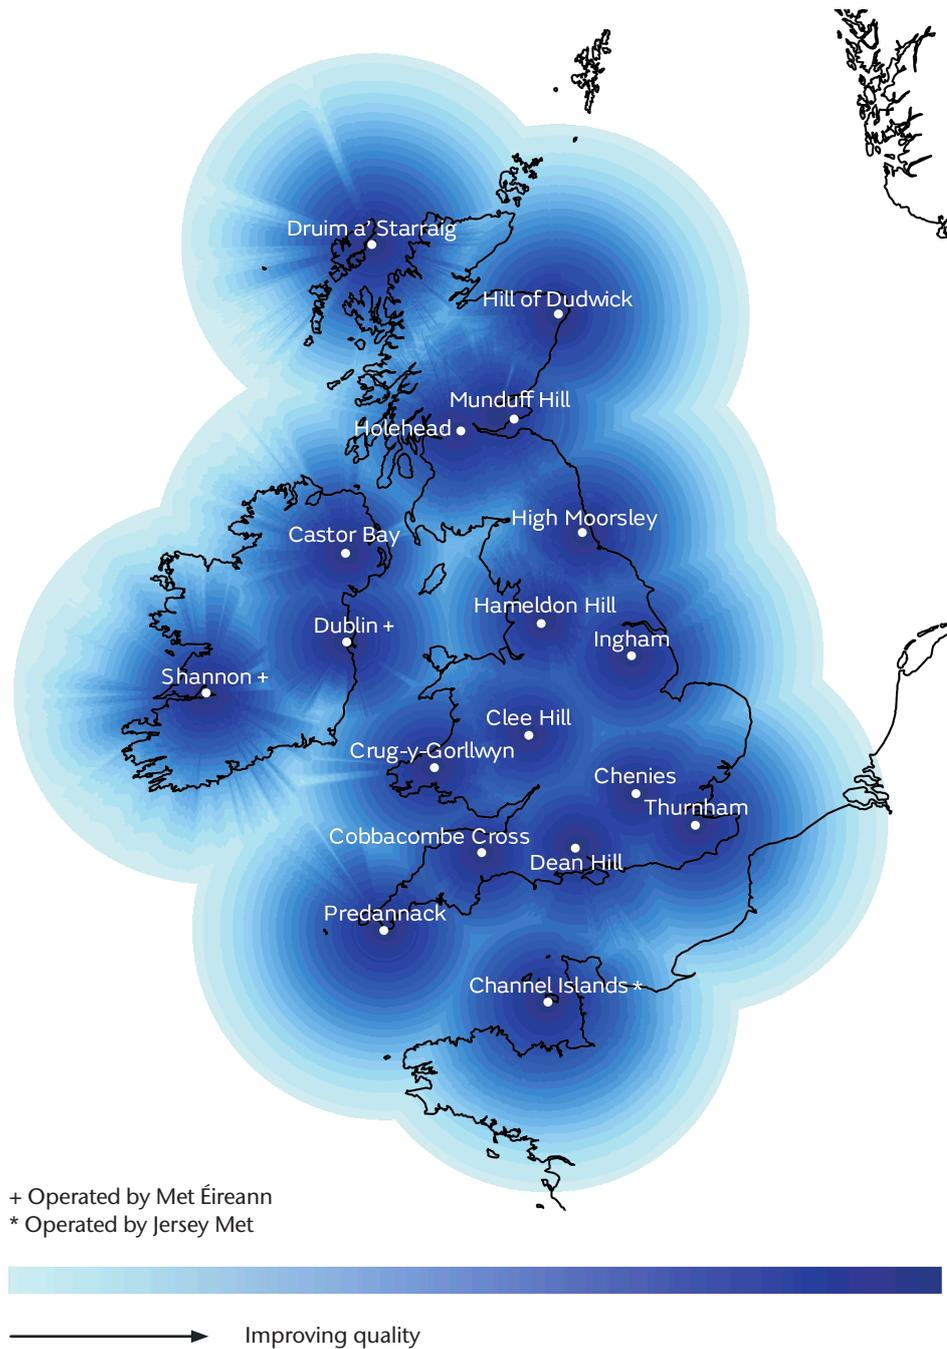 Druim a' Starraig
Hill of Dudwick
Munduff Hill
Holehead
High Moorsley
Castor Bay
Hameldon Hill
Dublin +
Ingham
Shannon +
Clee Hill
Crug-y-Gorllwyn
Chenies
Thurnham
Cobbacombe Cross
Dean Hill
Predannack
Channel Islands *
+ Operated by Met Éireann
* Operated by Jersey Met
Improving quality